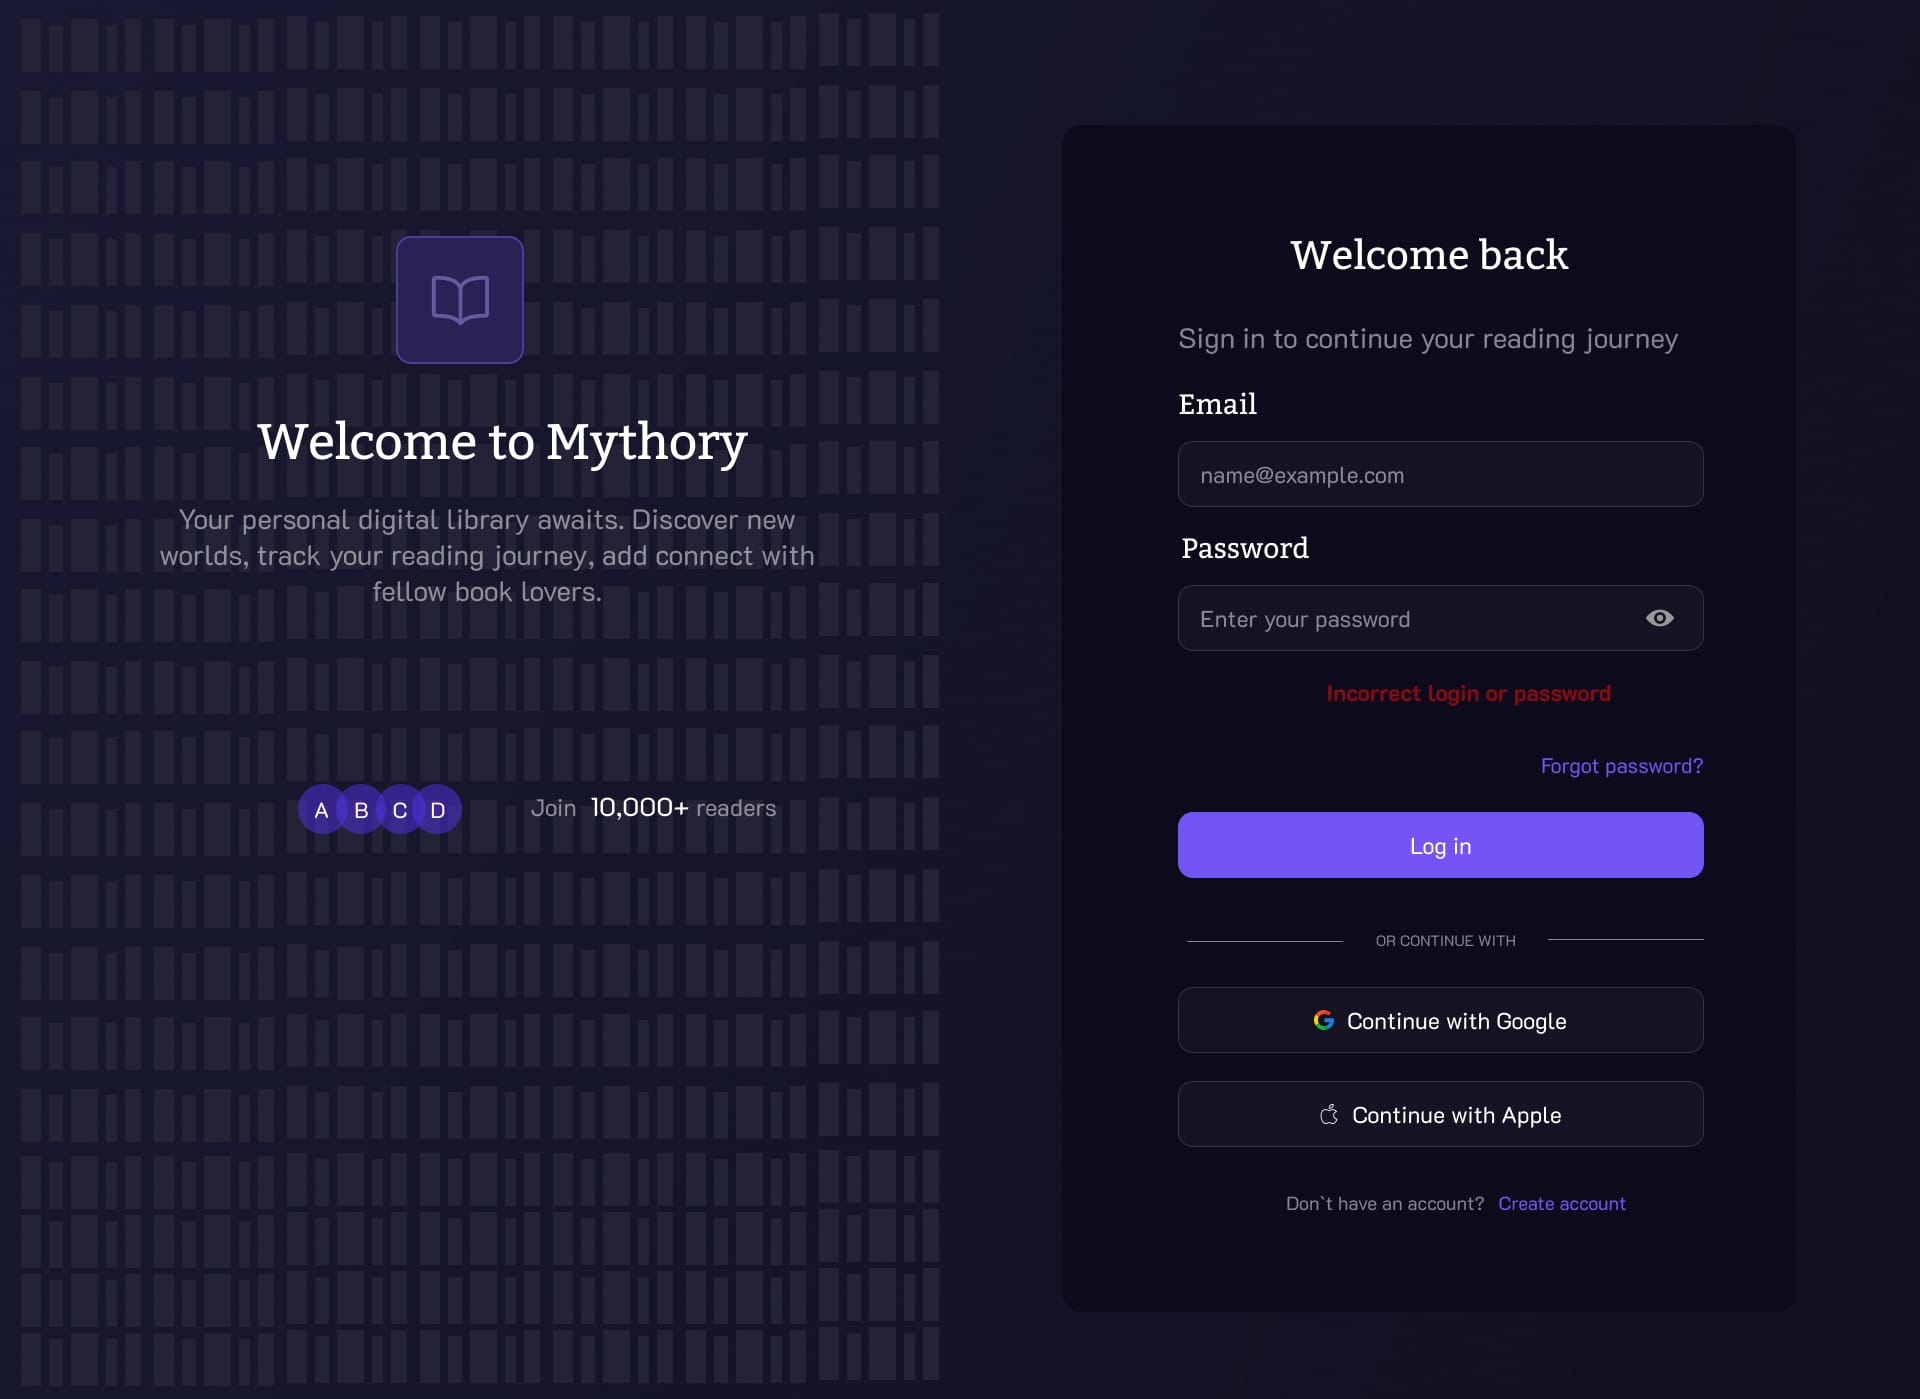 Welcome to Mythory
Your personal digital library awaits. Discover new
worlds, track your reading journey, add connect with
fellow book lovers.
A B C D
Join 10,000+ readers
Welcome back
Sign in to continue your reading journey
Email
name@example.com
Password
Enter your password
Incorrect login or password
Forgot password?
Log in
OR CONTINUE WITH
Continue with Google
Continue with Apple
Don`t have an account? Create account